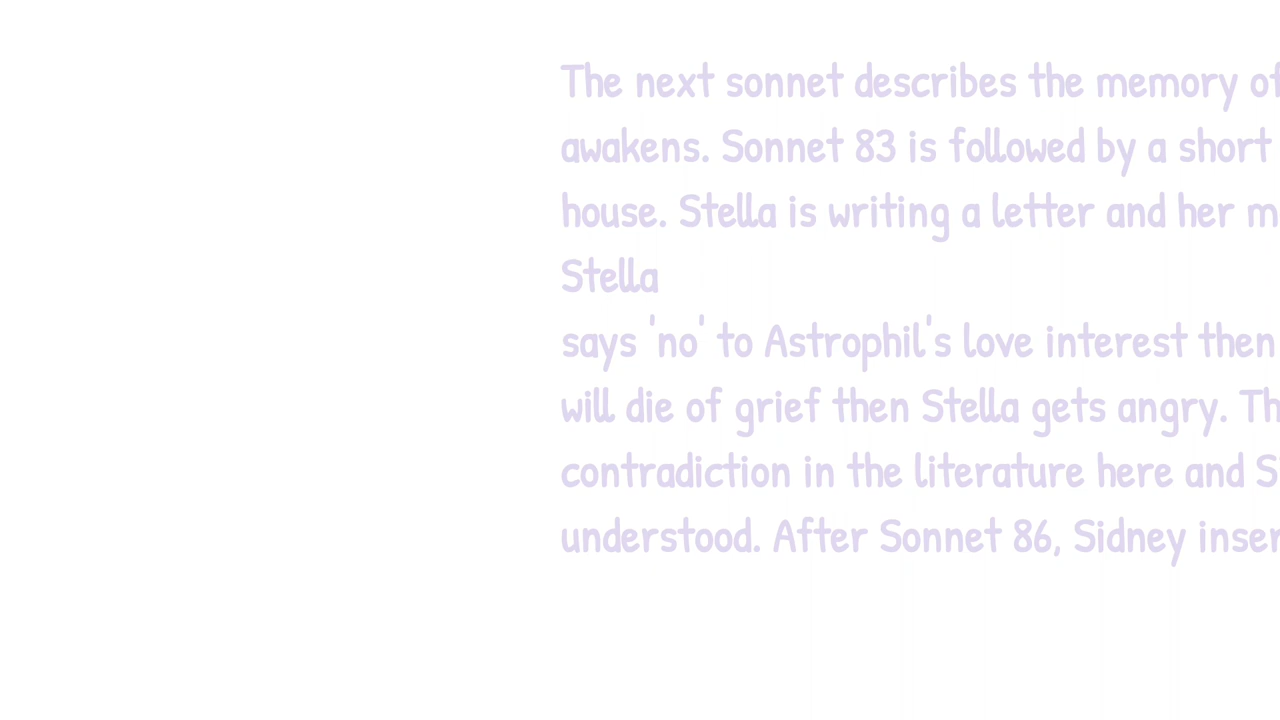 The next sonnet describes the memory of
awakens. Sonnet 83 is followed by a short
house. Stella is writing a letter and her
Stella
says 'no' to Astrophil's love interest then
will die of grief then Stella gets angry.
contradiction in the literature here and
understood. After Sonnet 86, Sidney